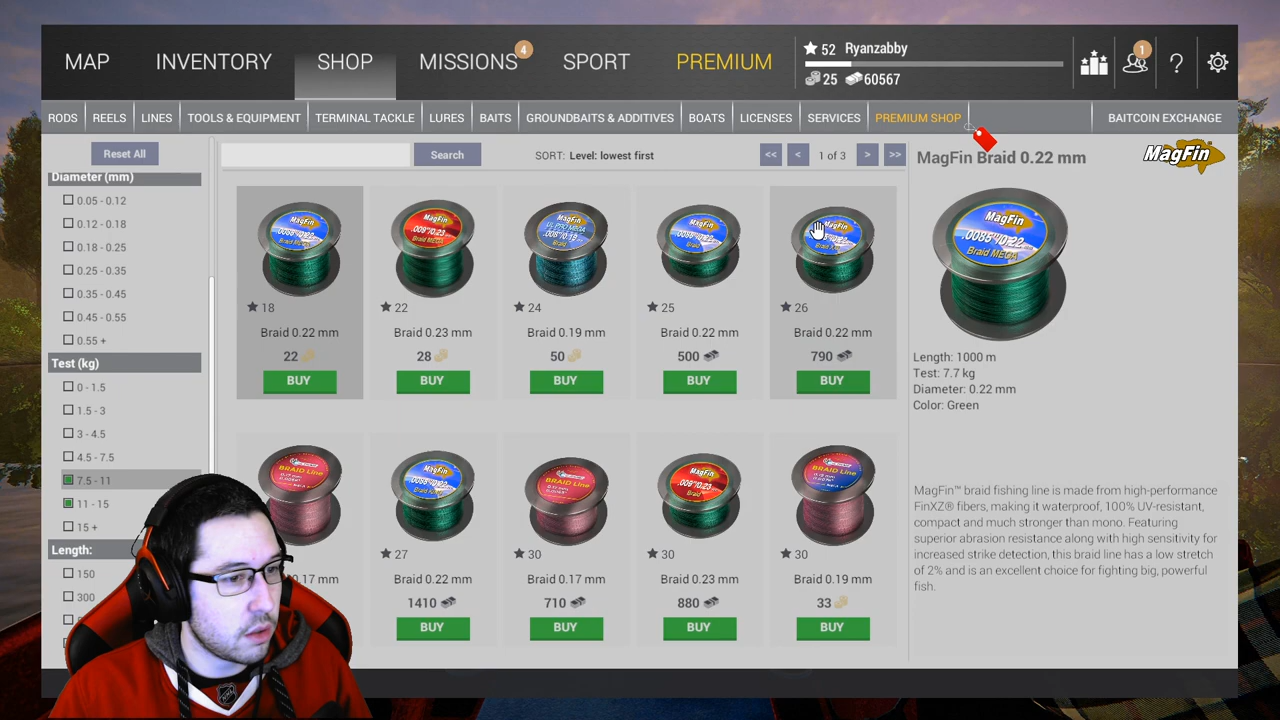 MAP INVENTORY SHOP MISSIONS 4 SPORT PREMIUM 52 Ryanzabby 1 ?
25 60567
RODS REELS LINES TOOLS & EQUIPMENT TERMINAL TACKLE LURES BAITS GROUNDBAITS & ADDITIVES BOATS LICENSES SERVICES PREMIUM SHOP BAITCOIN EXCHANGE
Reset All Search SORT: Level: lowest first << < 1 of 3 > >>
MagFin Braid 0.22 mm MagFin
Diameter (mm)
0.05 - 0.12
0.12 - 0.18
0.18 - 0.25
0.25 - 0.35
0.35 - 0.45
0.45 - 0.55
0.55 +
Test (kg)
0 - 1.5
1.5 - 3
3 - 4.5
4.5 - 7.5
7.5 - 11
11 - 15
15 +
Length:
150
300
18 22 24 25 26
Braid 0.22 mm Braid 0.23 mm Braid 0.19 mm Braid 0.22 mm Braid 0.22 mm
22 28 50 500 790
BUY BUY BUY BUY BUY
27 30 30 30
0.17 mm Braid 0.22 mm Braid 0.17 mm Braid 0.23 mm Braid 0.19 mm
1410 710 880 33
BUY BUY BUY BUY
MagFin
.0085"/0.22
Braid MEGA
Length: 1000 m
Test: 7.7 kg
Diameter: 0.22 mm
Color: Green
MagFin™ braid fishing line is made from high-performance
FinXZ® fibers, making it waterproof, 100% UV-resistant,
compact and much stronger than mono. Featuring
superior abrasion resistance along with high sensitivity for
increased strike detection, this braid line has a low stretch
of 2% and is an excellent choice for fighting big, powerful
fish.